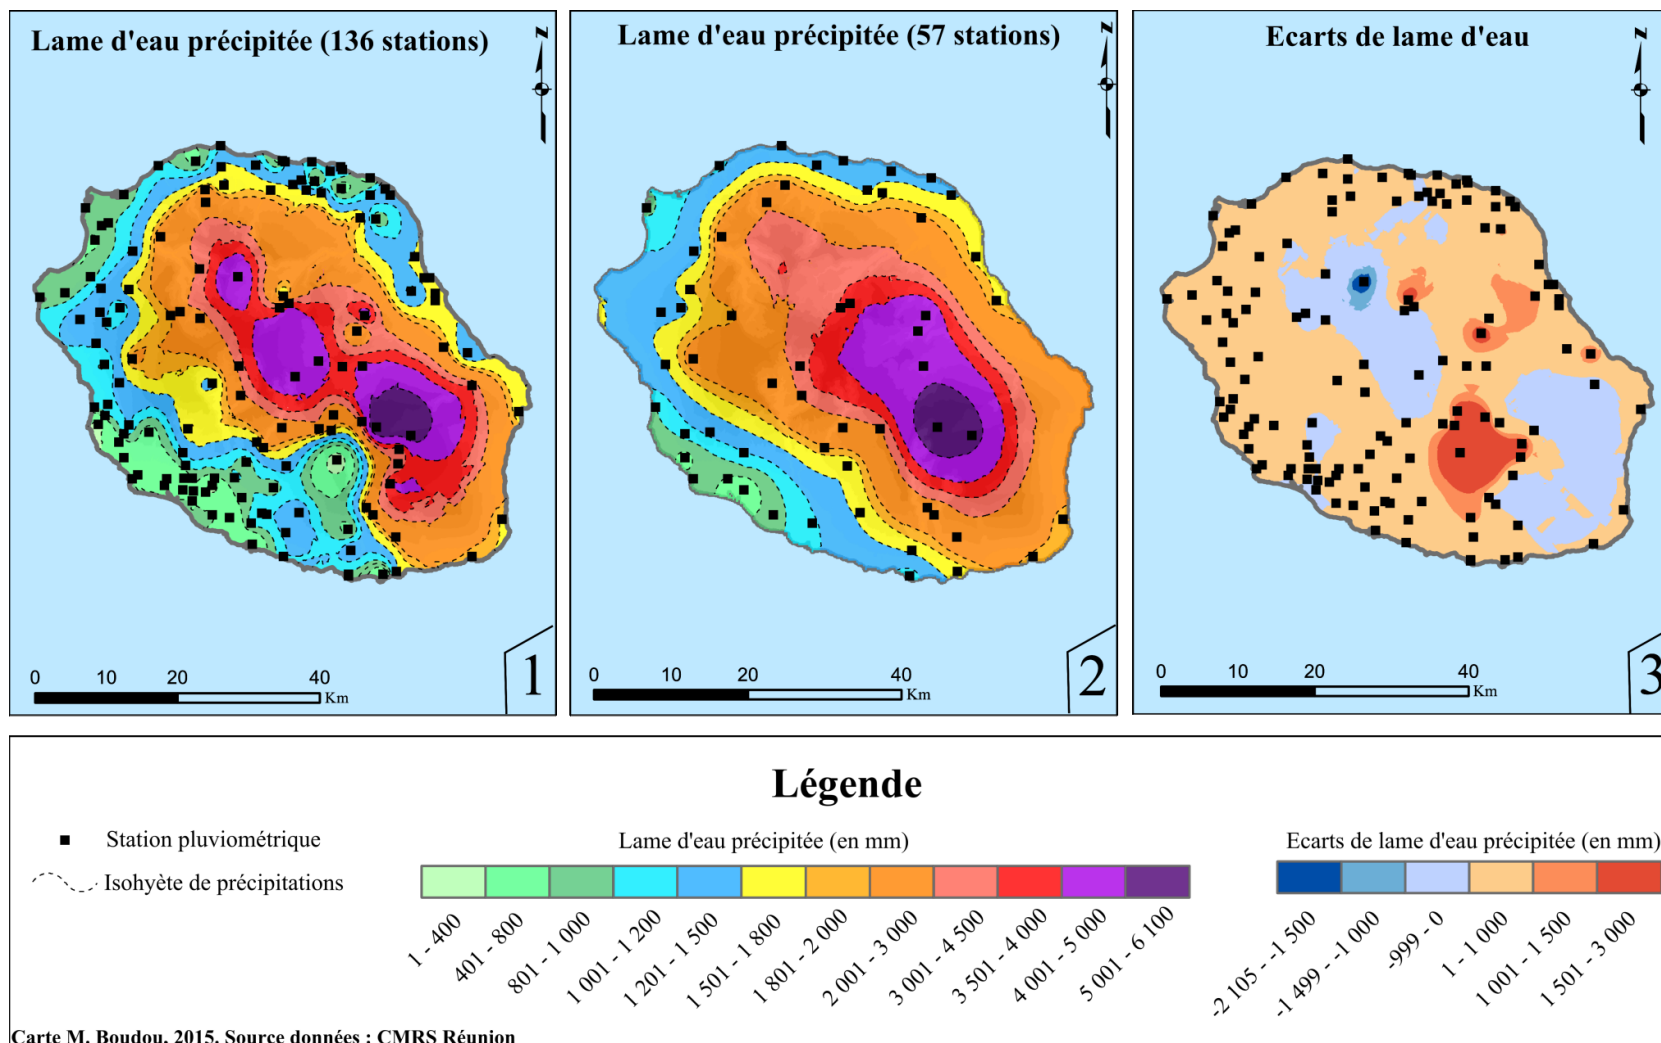 Lame d'eau précipitée (136 stations)
N
0 10 20 40
Km
1
Lame d'eau précipitée (57 stations)
N
0 10 20 40
Km
2
Ecarts de lame d'eau
N
0 10 20 40
Km
3
Légende
Station pluviométrique
Isohyète de précipitations
Lame d'eau précipitée (en mm)
1 - 400
401 - 800
801 - 1 000
1 001 - 1 200
1 201 - 1 500
1 501 - 1 800
1 801 - 2 000
2 001 - 3 000
3 001 - 4 500
3 501 - 4 000
4 001 - 5 000
5 001 - 6 100
Ecarts de lame d'eau précipitée (en mm)
-2 105 - -1 500
-1 499 - -1 000
-999 - 0
1 - 1 000
1 001 - 1 500
1 501 - 3 000
Carte M. Boudou, 2015. Source données : CMRS Réunion